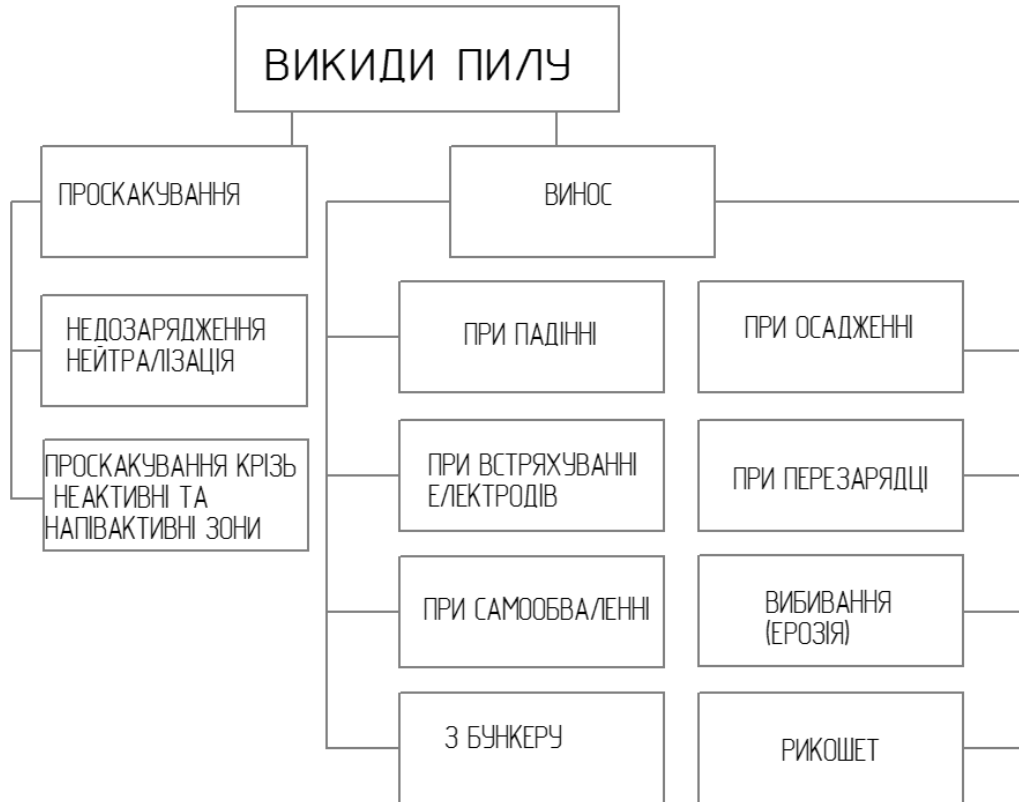 ВИКИДИ ПИЛУ
ПРОСКАКУВАННЯ
ВИНОС
НЕДОЗАРЯДЖЕННЯ
НЕЙТРАЛІЗАЦІЯ
ПРОСКАКУВАННЯ КРІЗЬ
НЕАКТИВНІ ТА
НАПІВАКТИВНІ ЗОНИ
ПРИ ПАДІННІ
ПРИ ВСТРЯХУВАННІ
ЕЛЕКТРОДІВ
ПРИ САМООБВАЛЕННІ
З БУНКЕРУ
ПРИ ОСАДЖЕННІ
ПРИ ПЕРЕЗАРЯДЦІ
ВИБИВАННЯ
(ЕРОЗІЯ)
РИКОШЕТ